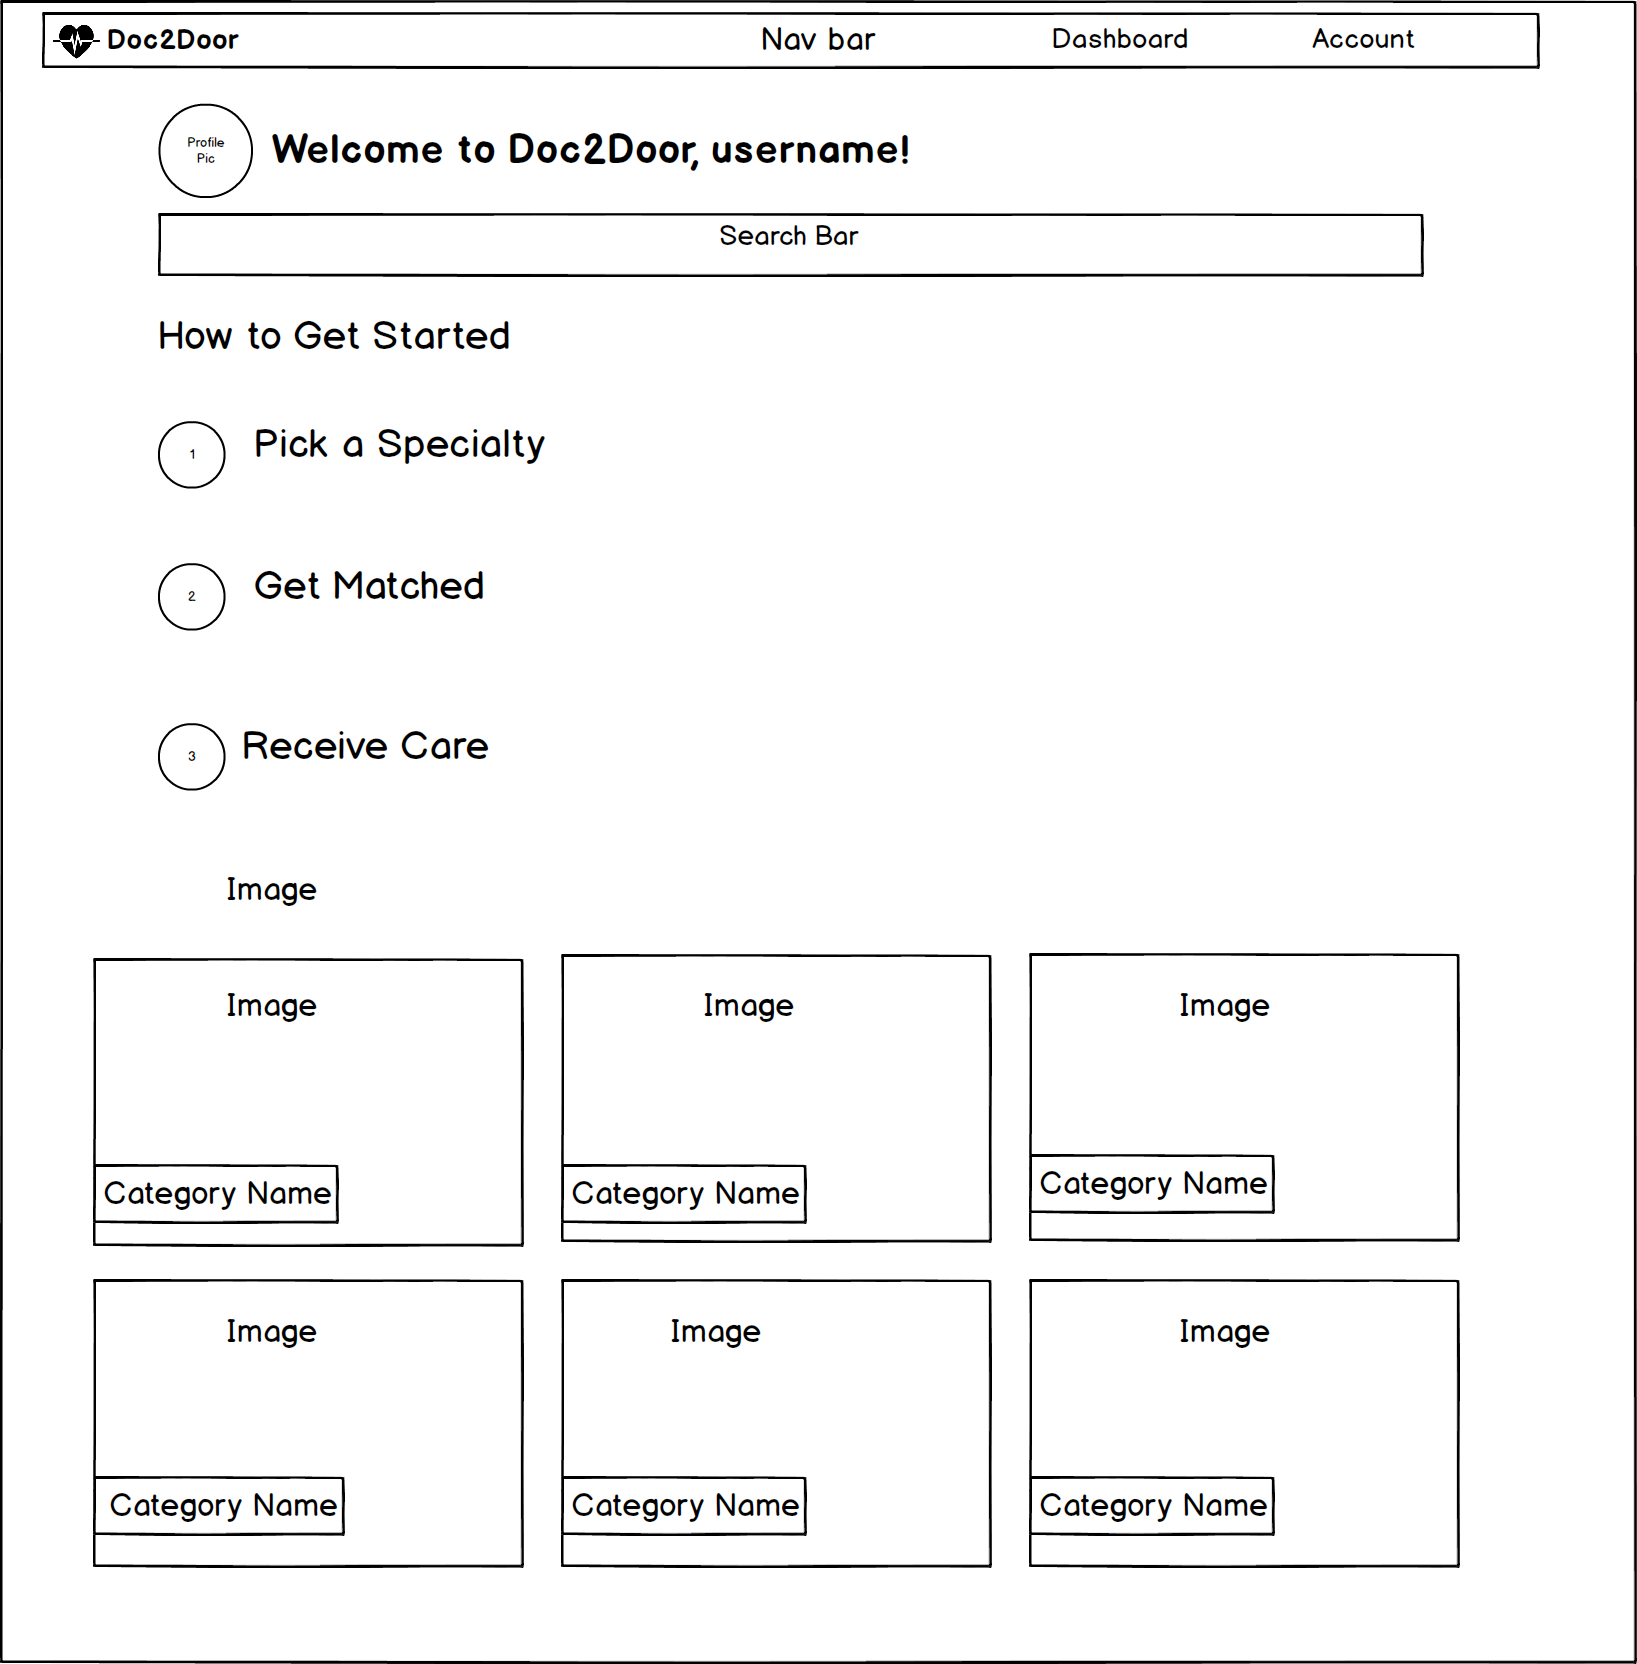 Doc2Door
Nav bar
Dashboard
Account
Profile
Pic
Welcome to Doc2Door, username!
Search Bar
How to Get Started
1
Pick a Specialty
2
Get Matched
3
Receive Care
Image
Image
Image
Image
Category Name
Category Name
Category Name
Image
Image
Image
Category Name
Category Name
Category Name